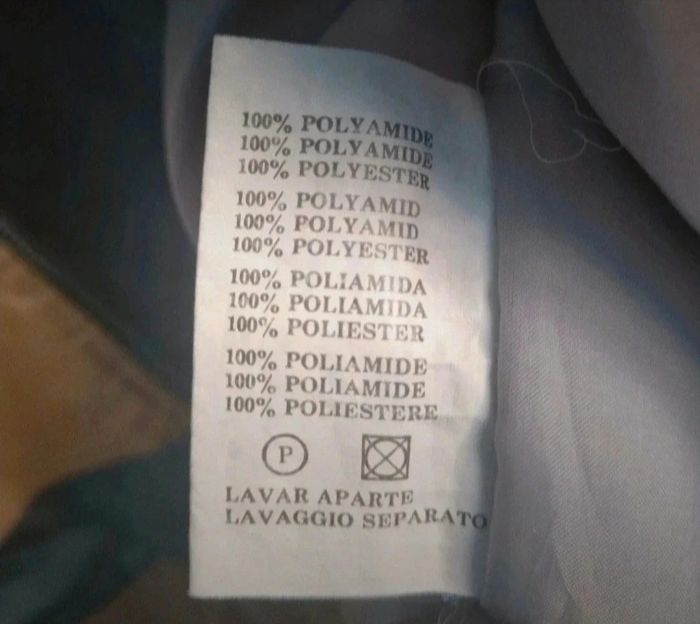 100% POLYAMIDE
100% POLYAMIDE
100% POLYESTER
100% POLYAMID
100% POLYAMID
100% POLYESTER
100% POLIAMIDA
100% POLIAMIDA
100% POLIESTER
100% POLIAMIDE
100% POLIAMIDE
100% POLIESTERE
P
LAVAR APARTE
LAVAGGIO SEPARATO